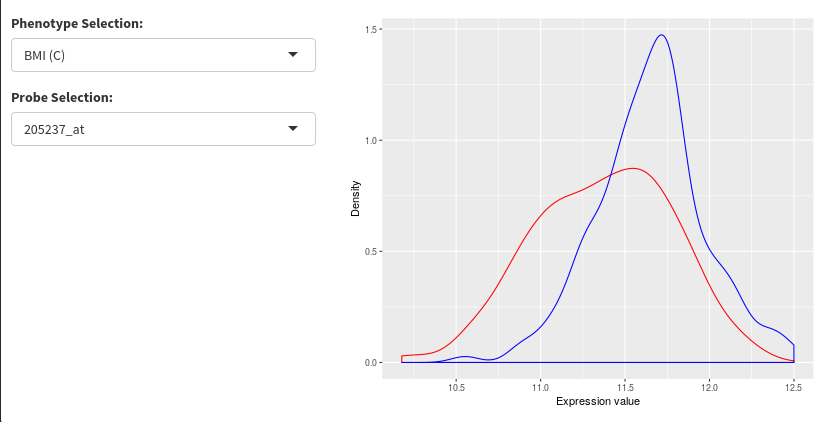 Phenotype Selection:
BMI (C)
Probe Selection:
205237_at
1.5
1.0
0.5
0.0
Density
10.5 11.0 11.5 12.0 12.5
Expression value